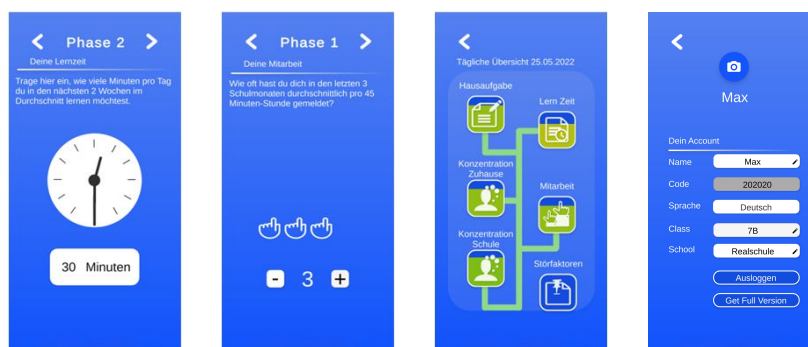 Phase 2
Deine Lernzeit
Trage hier ein, wie viele Minuten pro Tag
du in den nächsten 2 Wochen im
Durchschnitt lernen möchtest.
30 Minuten
Phase 1
Deine Mitarbeit
Wie oft hast du dich in den letzten 3
Schulmonaten durchschnittlich pro 45
Minuten-Stunde gemeldet?
- 3 +
Tägliche Übersicht 25.05.2022
Hausaufgabe
Lern Zeit
Konzentration
Zuhause
Mitarbeit
Konzentration
Schule
Störfaktoren
Max
Dein Account
Name Max
Code 202020
Sprache Deutsch
Class 7B
School Realschule
Ausloggen
Get Full Version